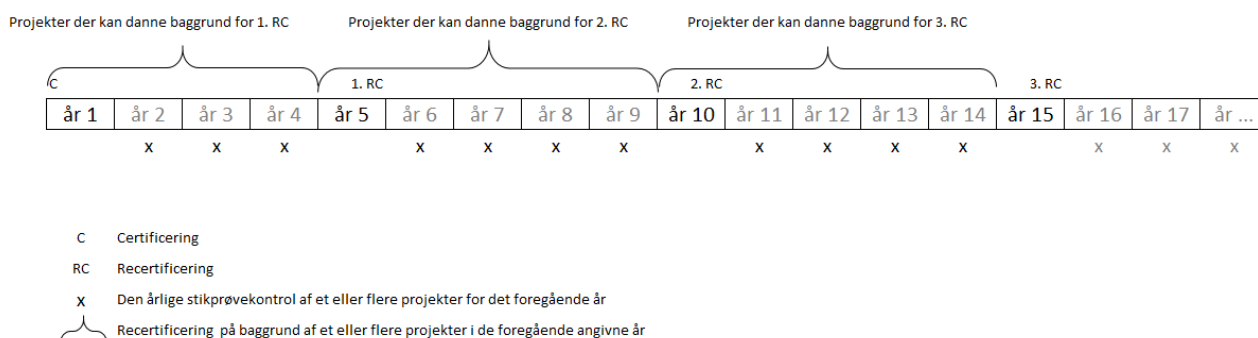 Projekter der kan danne baggrund for 1. RC Projekter der kan danne baggrund for 2. RC Projekter der kan danne baggrund for 3. RC
C 1. RC 2. RC 3. RC
år 1 år 2 år 3 år 4 år 5 år 6 år 7 år 8 år 9 år 10 år 11 år 12 år 13 år 14 år 15 år 16 år 17 år ...
x x x x x x x x x x x x x x
C Certificering
RC Recertificering
x Den årlige stikprøvekontrol af et eller flere projekter for det foregående år
Recertificering på baggrund af et eller flere projekter i de foregående angivne år